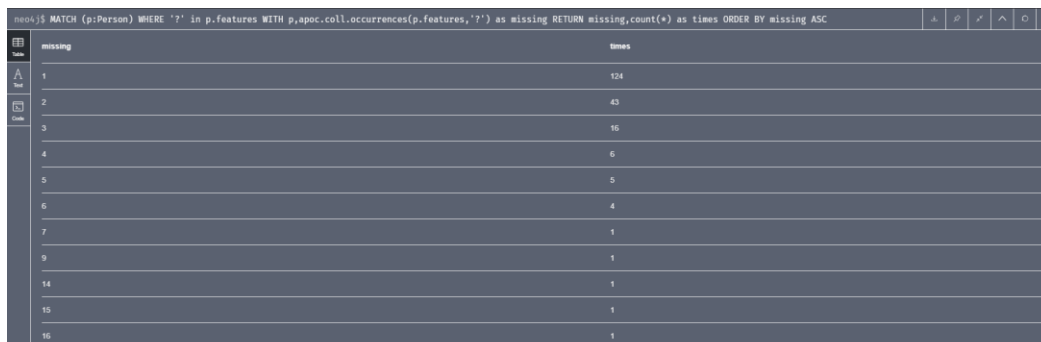 neo4j$ MATCH (p:Person) WHERE '?' in p.features WITH p,apoc.coll.occurrences(p.features,'?') as missing RETURN missing,count(*) as times ORDER BY missing ASC
Table
Text
Code
missing times
1 124
2 43
3 16
4 6
5 5
6 4
7 1
9 1
14 1
15 1
16 1